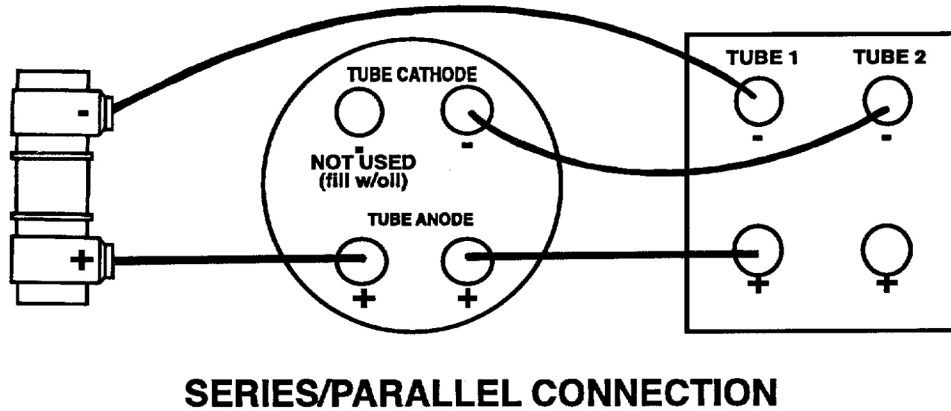 TUBE 1 TUBE 2
TUBE CATHODE
- - - - -
NOT USED
(fill w/oil)
TUBE ANODE
+ + + + +
SERIES/PARALLEL CONNECTION